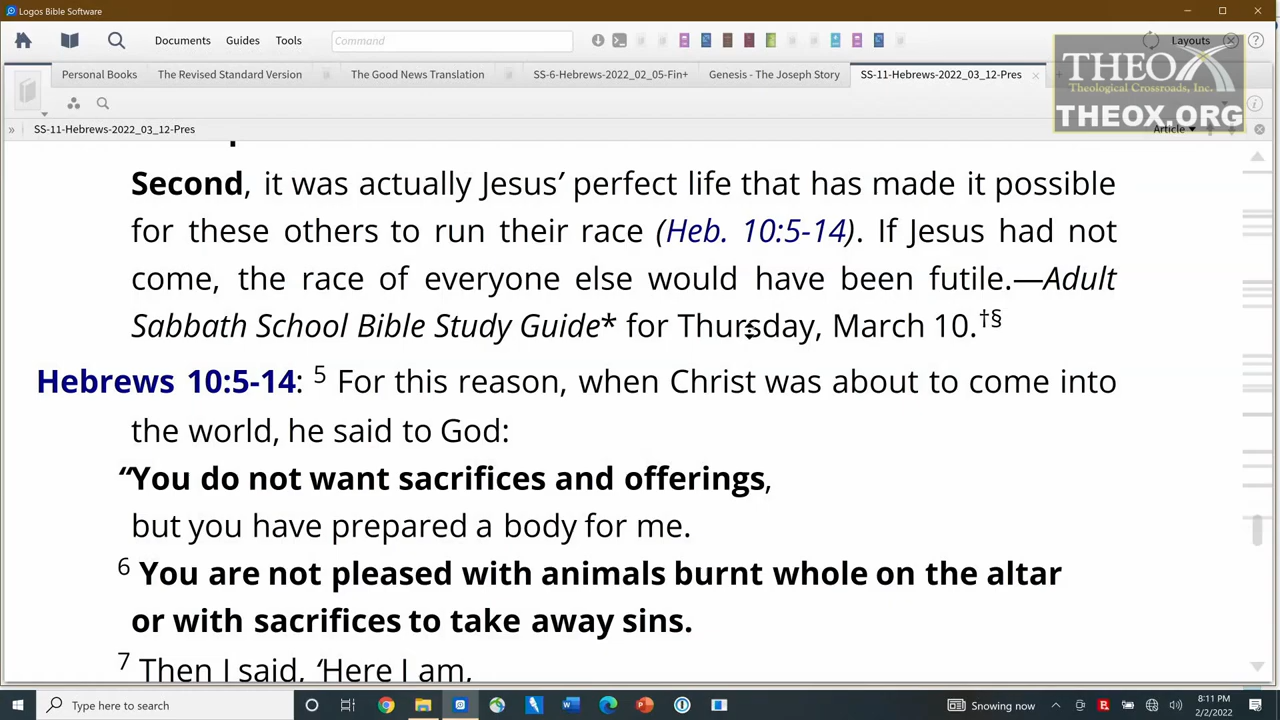 Logos Bible Software
Documents Guides Tools Command Layouts
Personal Books The Revised Standard Version The Good News Translation SS-6-Hebrews-2022_02_05-Fin+ Genesis - The Joseph Story SS-11-Hebrews-2022_03_12-Pres
THEOX
Theological Crossroads, Inc.
THEOX.ORG
SS-11-Hebrews-2022_03_12-Pres Article
Second, it was actually Jesus’ perfect life that has made it possible
for these others to run their race (Heb. 10:5-14). If Jesus had not
come, the race of everyone else would have been futile.—Adult
Sabbath School Bible Study Guide* for Thursday, March 10.†§
Hebrews 10:5-14: 5 For this reason, when Christ was about to come into
the world, he said to God:
“You do not want sacrifices and offerings,
but you have prepared a body for me.
6 You are not pleased with animals burnt whole on the altar
or with sacrifices to take away sins.
7 Then I said, ‘Here I am,
Type here to search Snowing now 8:11 PM
2/2/2022